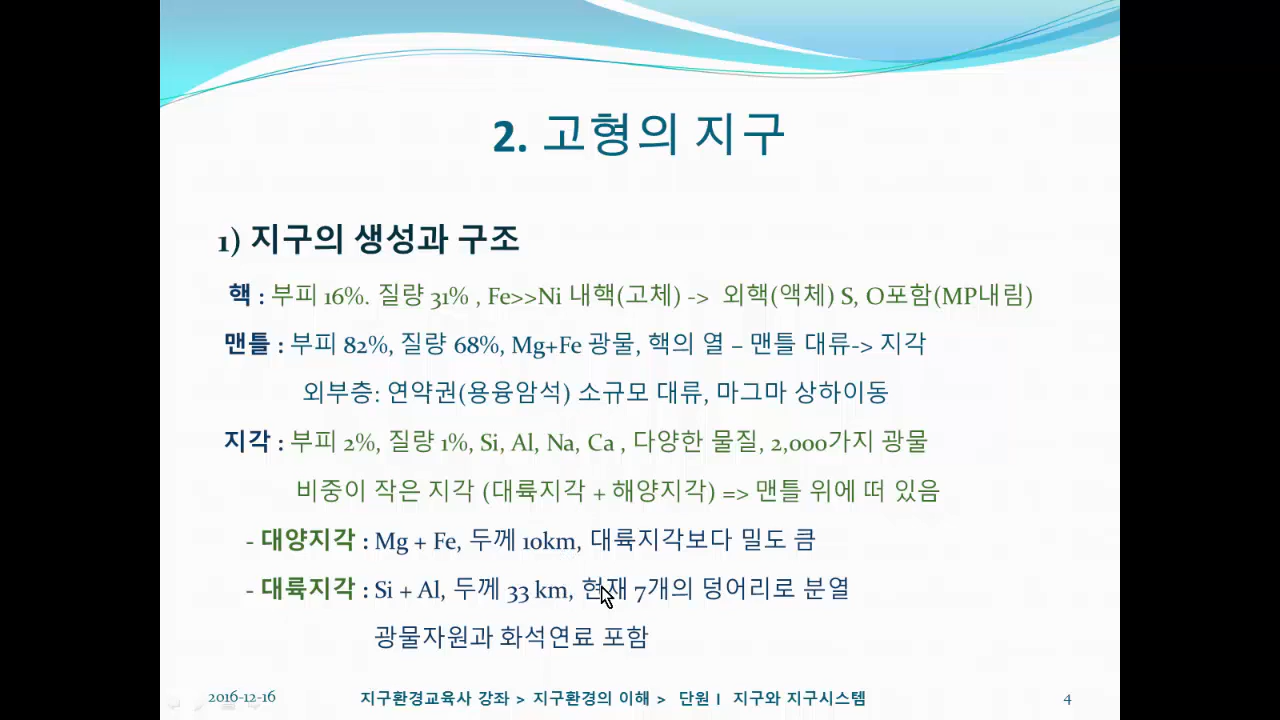 2. 고형의 지구
1) 지구의 생성과 구조
핵 : 부피 16%. 질량 31% , Fe>>Ni 내핵(고체) -> 외핵(액체) S, O포함(MP내림)
맨틀 : 부피 82%, 질량 68%, Mg+Fe 광물, 핵의 열 – 맨틀 대류-> 지각
외부층: 연약권(용융암석) 소규모 대류, 마그마 상하이동
지각 : 부피 2%, 질량 1%, Si, Al, Na, Ca , 다양한 물질, 2,000가지 광물
비중이 작은 지각 (대륙지각 + 해양지각) => 맨틀 위에 떠 있음
- 대양지각 : Mg + Fe, 두께 10km, 대륙지각보다 밀도 큼
- 대륙지각 : Si + Al, 두께 33 km, 현재 7개의 덩어리로 분열
광물자원과 화석연료 포함
2016-12-16 지구환경교육사 강좌 > 지구환경의 이해 > 단원 I 지구와 지구시스템 4